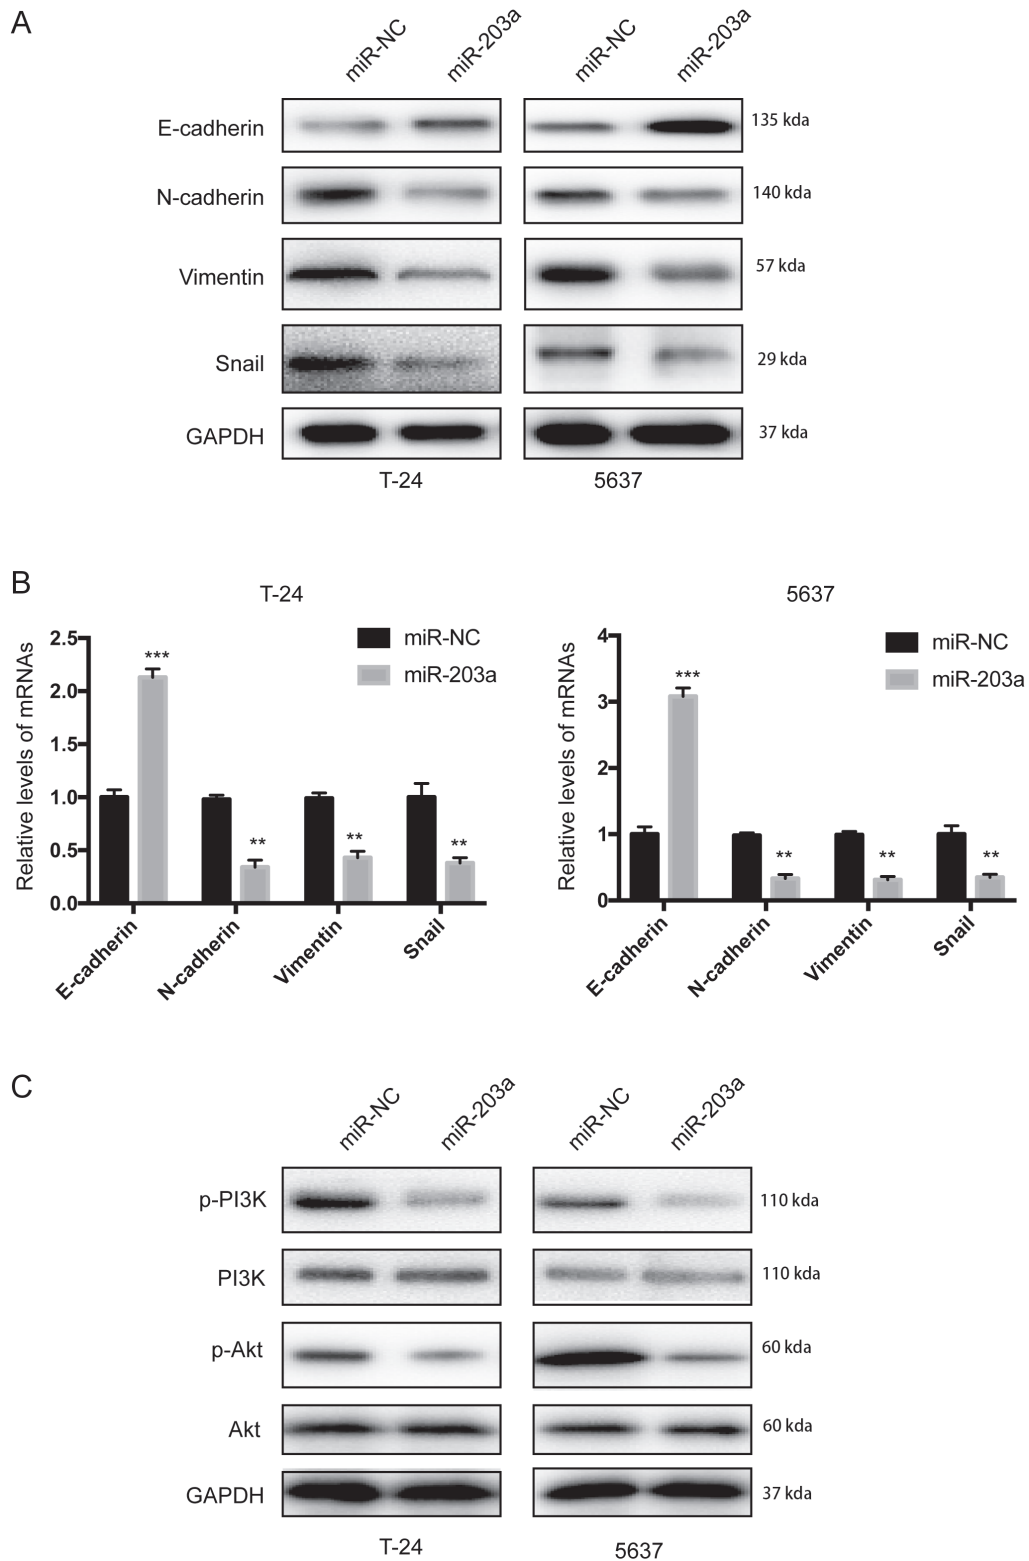 A
miR-NC miR-203a miR-NC miR-203a
E-cadherin 135 kda
N-cadherin 140 kda
Vimentin 57 kda
Snail 29 kda
GAPDH 37 kda
T-24 5637
B
T-24
miR-NC
miR-203a
Relative levels of mRNAs
2.5
2.0
1.5
1.0
0.5
0.0
*** ** ** **
E-cadherin N-cadherin Vimentin Snail
5637
miR-NC
miR-203a
Relative levels of mRNAs
4
3
2
1
0
*** ** ** **
E-cadherin N-cadherin Vimentin Snail
C
miR-NC miR-203a miR-NC miR-203a
p-PI3K 110 kda
PI3K 110 kda
p-Akt 60 kda
Akt 60 kda
GAPDH 37 kda
T-24 5637